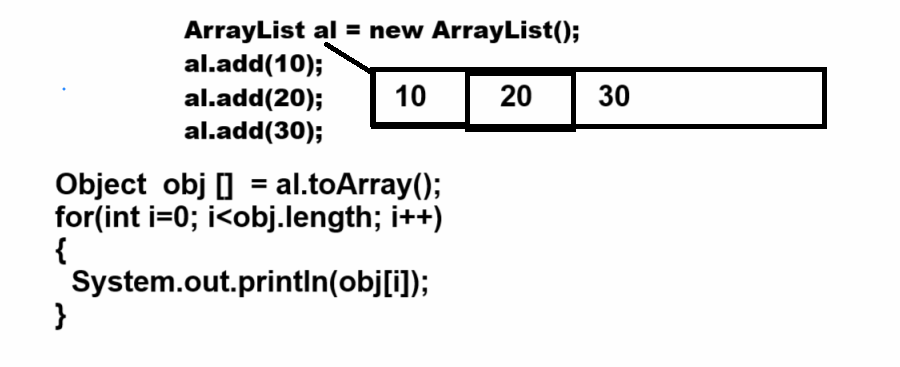 ArrayList al = new ArrayList();
al.add(10);
al.add(20);
al.add(30);
10 20 30
Object obj [] = al.toArray();
for(int i=0; i<obj.length; i++)
{
System.out.println(obj[i]);
}